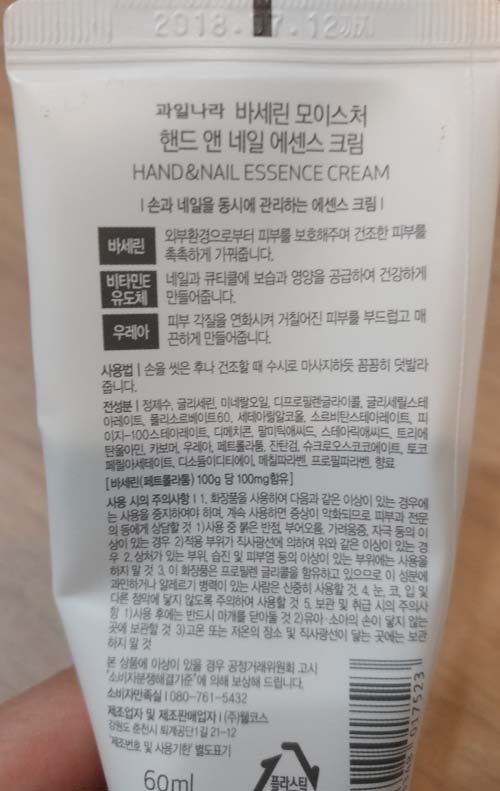 2018.07.12까지
과일나라 바세린 모이스처
핸드 앤 네일 에센스 크림
HAND&NAIL ESSENCE CREAM
| 손과 네일을 동시에 관리하는 에센스 크림 |
바세린 외부환경으로부터 피부를 보호해주며 건조한 피부를
촉촉하게 가꿔줍니다.
비타민E 유도체 네일과 큐티클에 보습과 영양을 공급하여 건강하게
만들어줍니다.
우레아 피부 각질을 연화시켜 거칠어진 피부를 부드럽고 매
끈하게 만들어줍니다.
사용법 | 손을 씻은 후나 건조할 때 수시로 마사지하듯 꼼꼼히 덧발라
줍니다.
전성분 | 정제수, 글리세린, 미네랄오일, 디프로필렌글라이콜, 글리세릴스테
아레이트, 폴리소르베이트60, 세테아릴알코올, 소르비탄스테아레이트, 피
이지-100스테아레이트, 디메치콘, 팔미틱애씨드, 스테아릭애씨드, 트리에
탄올아민, 카보머, 우레아, 페트롤라툼, 잔탄검, 슈크로오스코코에이트, 토코
페릴아세테이트, 디소듐이디티에이, 메칠파라벤, 프로필파라벤, 향료
[바세린(페트롤라툼) 100g 당 100mg함유]
사용 시의 주의사항 | 1. 화장품을 사용하여 다음과 같은 이상이 있는 경우에
는 사용을 중지하여야 하며, 계속 사용하면 증상이 악화되므로 피부과 전문
의 등에게 상담할 것 1)사용 중 붉은 반점, 부어오름, 가려움증, 자극 등의 이
상이 있는 경우 2)적용 부위가 직사광선에 의하여 위와 같은 이상이 있는 경
우 2. 상처가 있는 부위, 습진 및 피부염 등의 이상이 있는 부위에는 사용을
하지 말 것 3. 이 화장품은 프로필렌 글리콜을 함유하고 있으므로 이 성분에
과민하거나 알레르기 병력이 있는 사람은 신중히 사용할 것 4. 눈, 코, 입 및
다른 점막에 닿지 않도록 주의하여 사용할 것 5. 보관 및 취급 시의 주의사
항 1)사용 후에는 반드시 마개를 닫아둘 것 2)유아·소아의 손이 닿지 않는
곳에 보관할 것 3)고온 또는 저온의 장소 및 직사광선이 닿는 곳에는 보관
하지 말 것
본 상품에 이상이 있을 경우 공정거래위원회 고시
"소비자분쟁해결기준"에 의해 보상해 드립니다.
소비자만족실 | 080-761-5432
제조업자 및 제조판매업자 | (주)웰코스
강원도 춘천시 퇴계공단1길 21-12
'제조번호 및 사용기한' 별도표기
60ml
플라스틱
017523